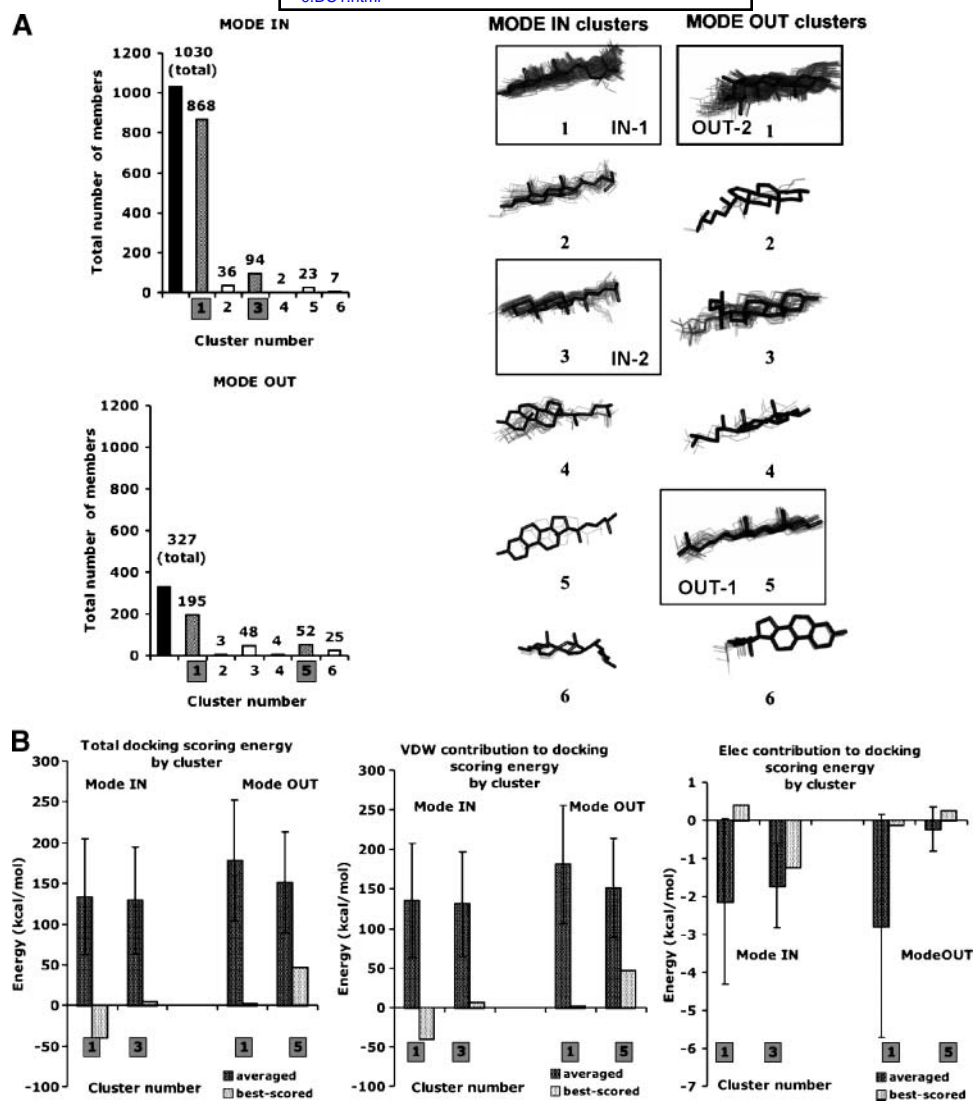 A
MODE IN
1200
1000
800
600
400
200
0
Total number of members
1030
(total)
868
36
94
2
23
7
1 2 3 4 5 6
Cluster number
MODE OUT
1200
1000
800
600
400
200
0
Total number of members
327
(total)
195
3
48
4
52
25
1 2 3 4 5 6
Cluster number
MODE IN clusters
MODE OUT clusters
1 IN-1
OUT-2 1
2
2
3 IN-2
3
4
4
5
OUT-1 5
6
6
B
Total docking scoring energy
by cluster
Mode IN
Mode OUT
300
250
200
150
100
50
0
-50
-100
Energy (kcal/mol)
1 3 1 5
Cluster number
averaged
best-scored
VDW contribution to docking
scoring energy
by cluster
Mode IN
Mode OUT
300
250
200
150
100
50
0
-50
-100
Energy (kcal/mol)
1 3 1 5
Cluster number
averaged
best-scored
Elec contribution to docking
scoring energy
by cluster
1
0
-1
-2
-3
-4
-5
-6
-7
Energy (kcal/mol)
Mode IN
ModeOUT
1 3 1 5
Cluster number
averaged
best-scored